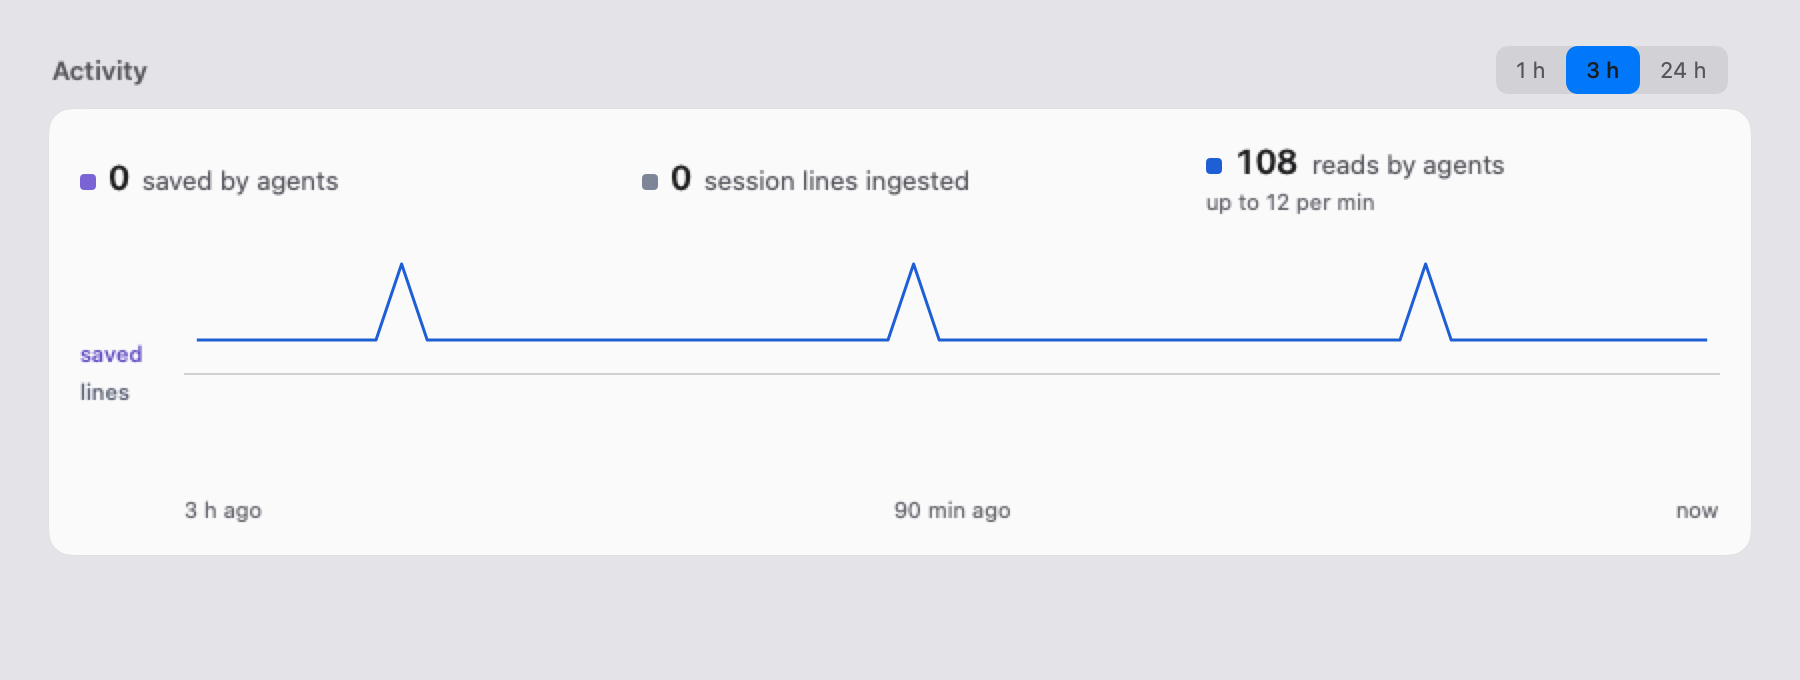 Activity
1 h
3 h
24 h
0 saved by agents
0 session lines ingested
108 reads by agents
up to 12 per min
saved
lines
3 h ago
90 min ago
now